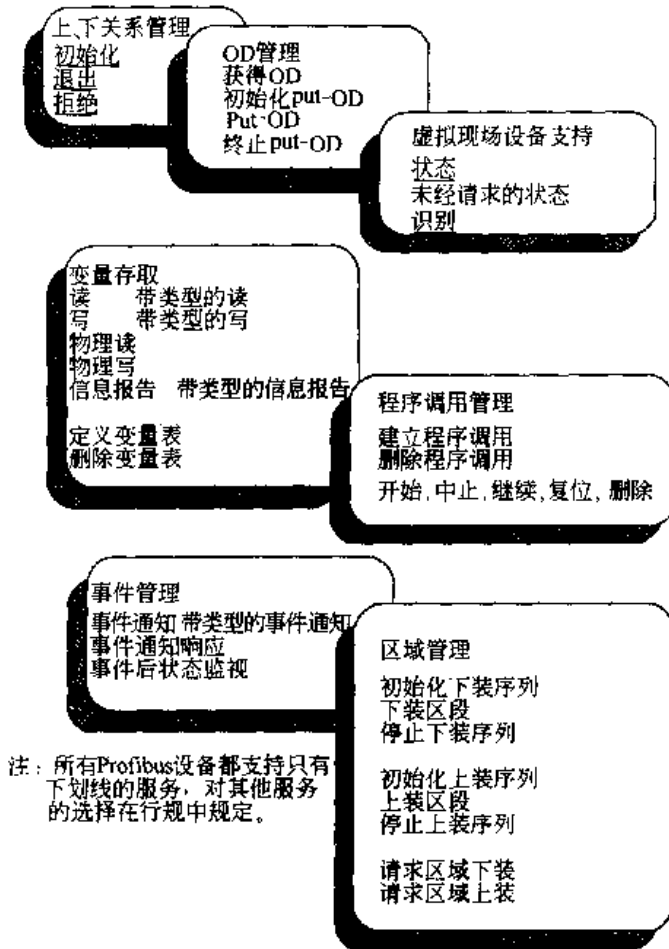 上、下关系管理
初始化
退出
拒绝
OD管理
获得OD
初始化put-OD
Put-OD
终止put-OD
虚拟现场设备支持
状态
未经请求的状态
识别
变量存取
读 带类型的读
写 带类型的写
物理读
物理写
信息报告 带类型的信息报告
定义变量表
删除变量表
程序调用管理
建立程序调用
删除程序调用
开始, 中止, 继续, 复位, 删除
事件管理
事件通知 带类型的事件通知
事件通知响应
事件后状态监视
区域管理
初始化下装序列
下装区段
停止下装序列
初始化上装序列
上装区段
停止上装序列
请求区域下装
请求区域上装
注：所有Profibus设备都支持只有
下划线的服务，对其他服务
的选择在行规中规定。